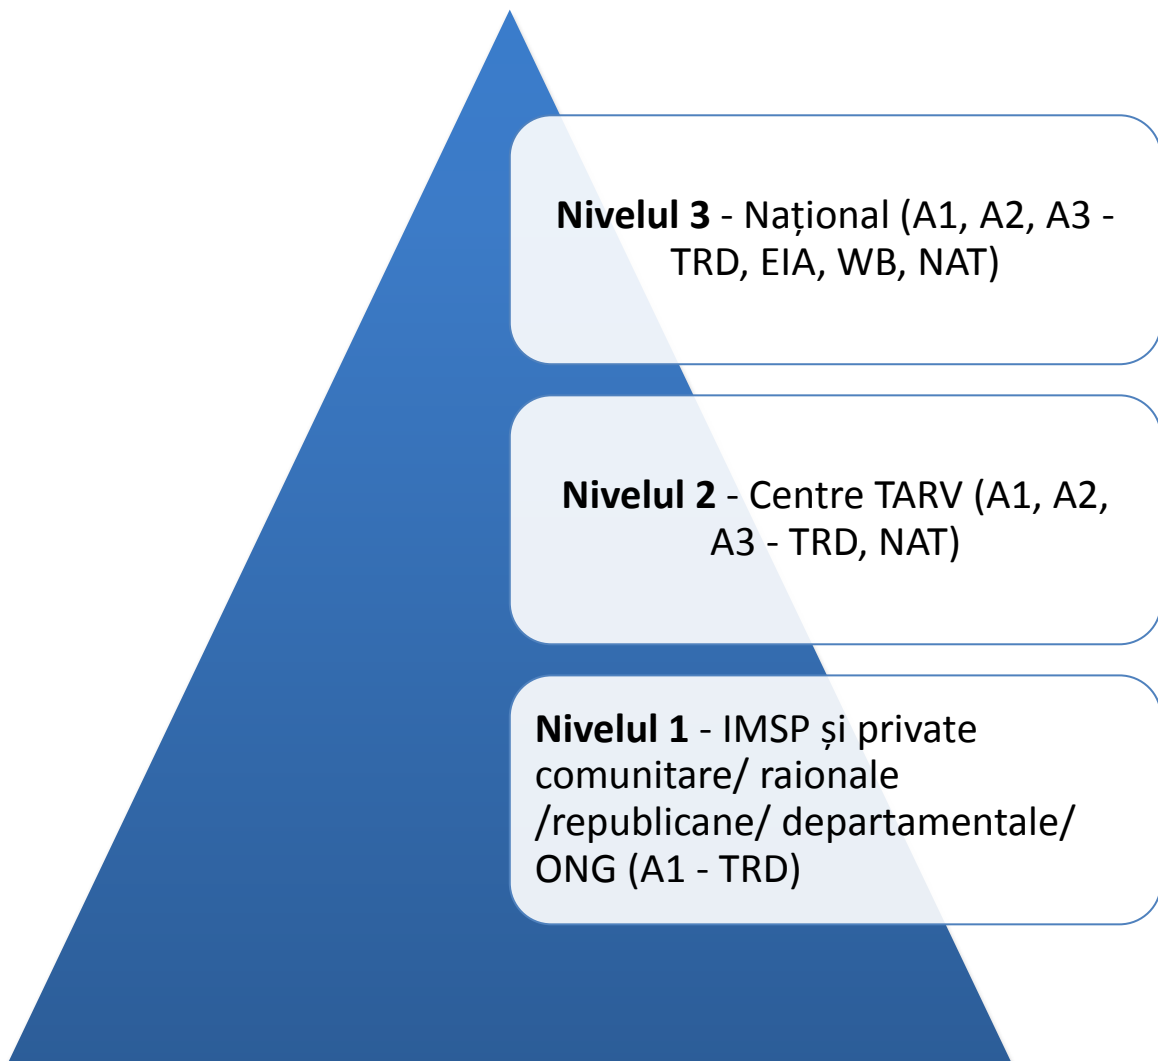 Nivelul 3 - Național (A1, A2, A3 -
TRD, EIA, WB, NAT)
Nivelul 2 - Centre TARV (A1, A2,
A3 - TRD, NAT)
Nivelul 1 - IMSP și private
comunitare/ raionale
/republicane/ departamentale/
ONG (A1 - TRD)